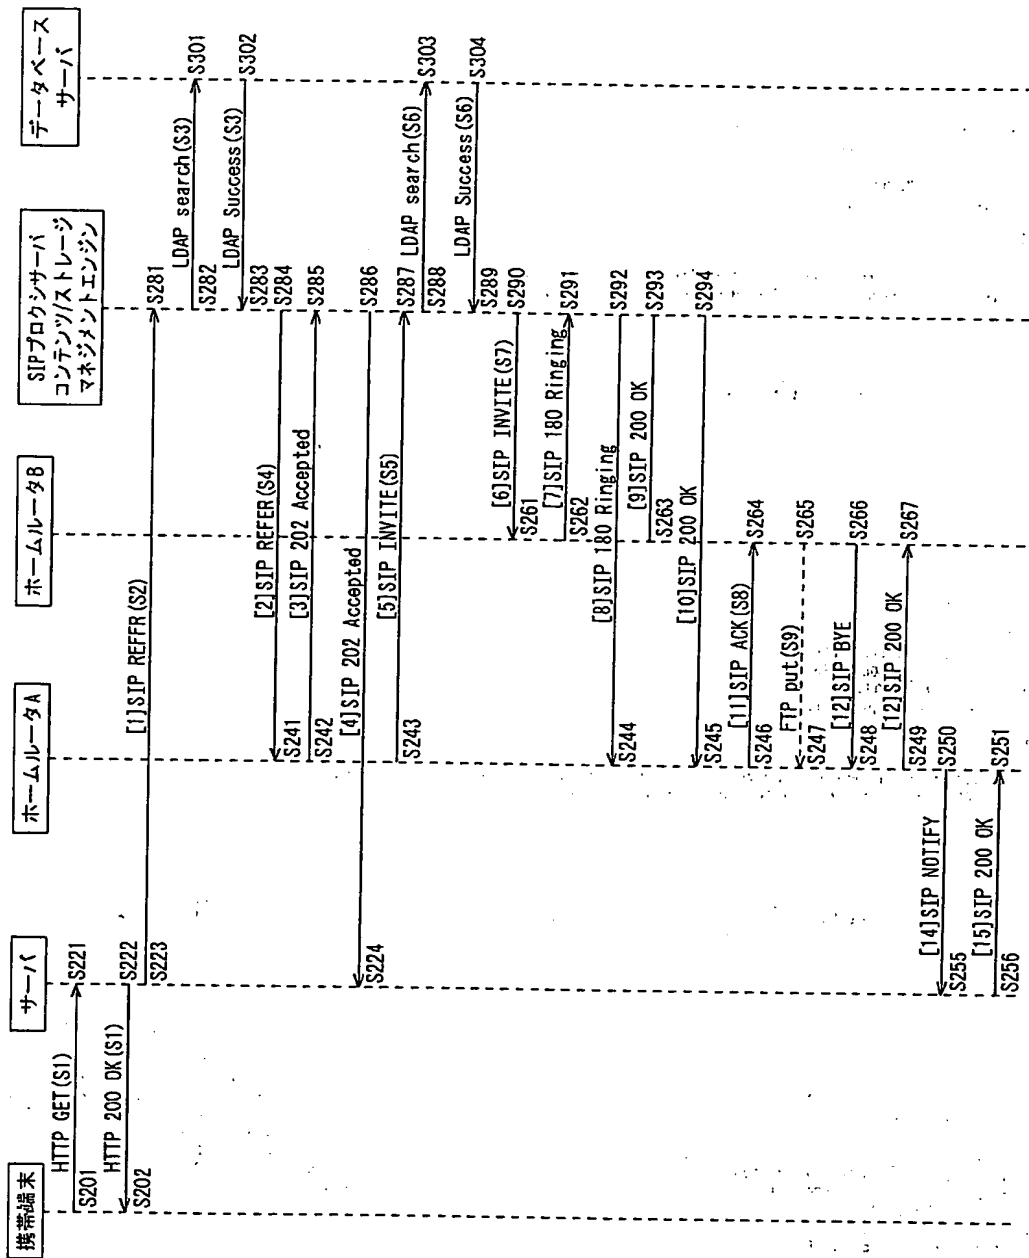 携帯端末
サーバ
ホームルータA
ホームルータB
SIPプロクシサーバ
コンテンツ/ストレージ
マネジメントエンジン
データベース
サーバ
HTTP GET(S1)
S201
S221
HTTP 200 OK(S1)
S202
S222
S223
[1]SIP REFFR(S2)
S281
LDAP search(S3)
S282
S301
LDAP Success(S3)
S283
S302
[2]SIP REFER(S4)
S241
S284
[3]SIP 202 Accepted
S242
S285
[4]SIP 202 Accepted
S224
S286
[5]SIP INVITE(S5)
S243
S287
LDAP search(S6)
S288
S303
LDAP Success(S6)
S289
S304
[6]SIP INVITE(S7)
S261
S290
[7]SIP 180 Ringing
S262
S291
[8]SIP 180 Ringing
S244
S292
[9]SIP 200 OK
S263
S293
[10]SIP 200 OK
S245
S294
[11]SIP ACK(S8)
S246
S264
FTP put(S9)
S247
S265
[12]SIP BYE
S248
S266
[12]SIP 200 OK
S249
S267
[14]SIP NOTIFY
S255
S250
[15]SIP 200 OK
S256
S251